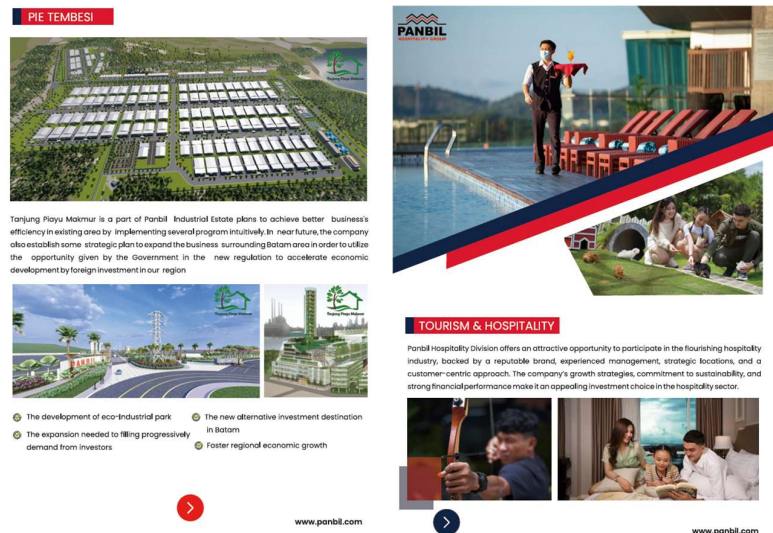 PIE TEMBESI
Tanjung Piayu Makmur
Tanjung Piayu Makmur is a part of Panbil Industrial Estate plans to achieve better business's
efficiency in existing area by implementing several program intuitively. In near future, the company
also establish some strategic plan to expand the business surrounding Batam area in order to utilize
the opportunity given by the Government in the new regulation to accelerate economic
development by foreign investment in our region
Tanjung Piayu Makmur
Tanjung Piayu Makmur
PANBIL
The development of eco-industrial park
The expansion needed to filling progressively
demand from investors
The new alternative investment destination
in Batam
Foster regional economic growth
www.panbil.com
PANBIL
HOSPITALITY GROUP
TOURISM & HOSPITALITY
Panbil Hospitality Division offers an attractive opportunity to participate in the flourishing hospitality
industry, backed by a reputable brand, experienced management, strategic locations, and a
customer-centric approach. The company's growth strategies, commitment to sustainability, and
strong financial performance make it an appealing investment choice in the hospitality sector.
www.panbil.com